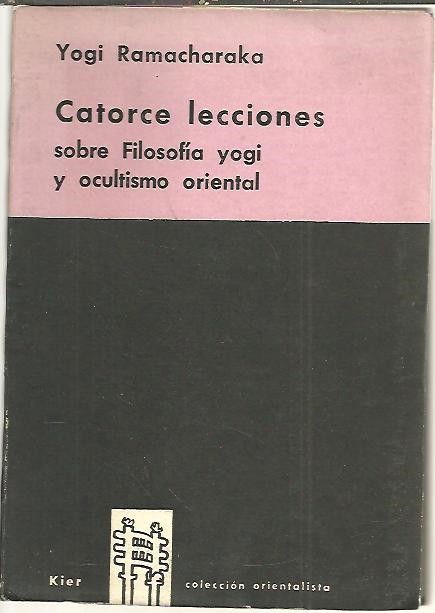 Yogi Ramacharaka
Catorce lecciones
sobre Filosofía yogi
y ocultismo oriental
Kier
colección orientalista